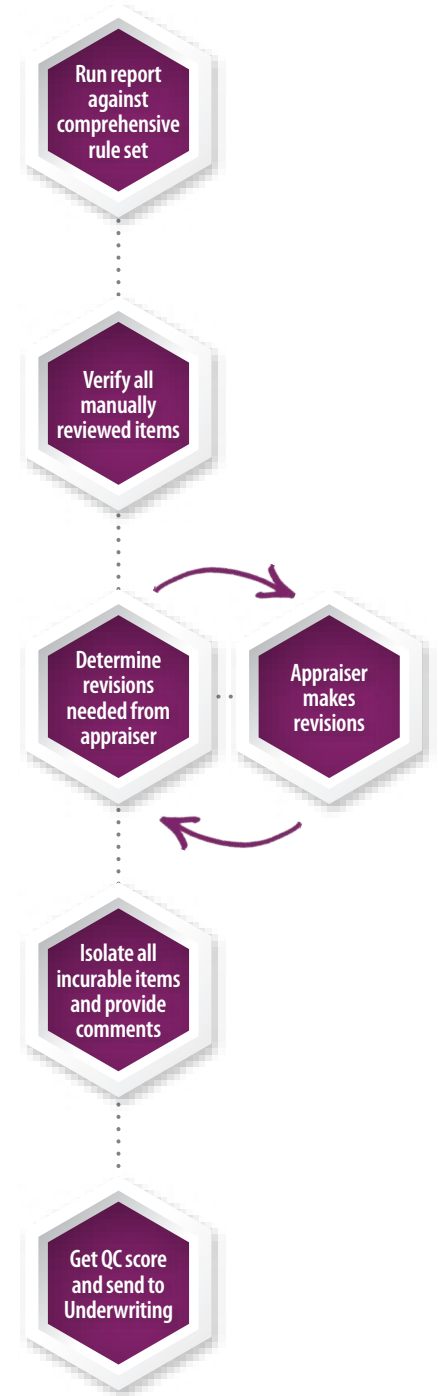 Run report
against
comprehensive
rule set
Verify all
manually
reviewed items
Determine
revisions
needed from
appraiser
Appraiser
makes
revisions
Isolate all
incurable items
and provide
comments
Get QC score
and send to
Underwriting